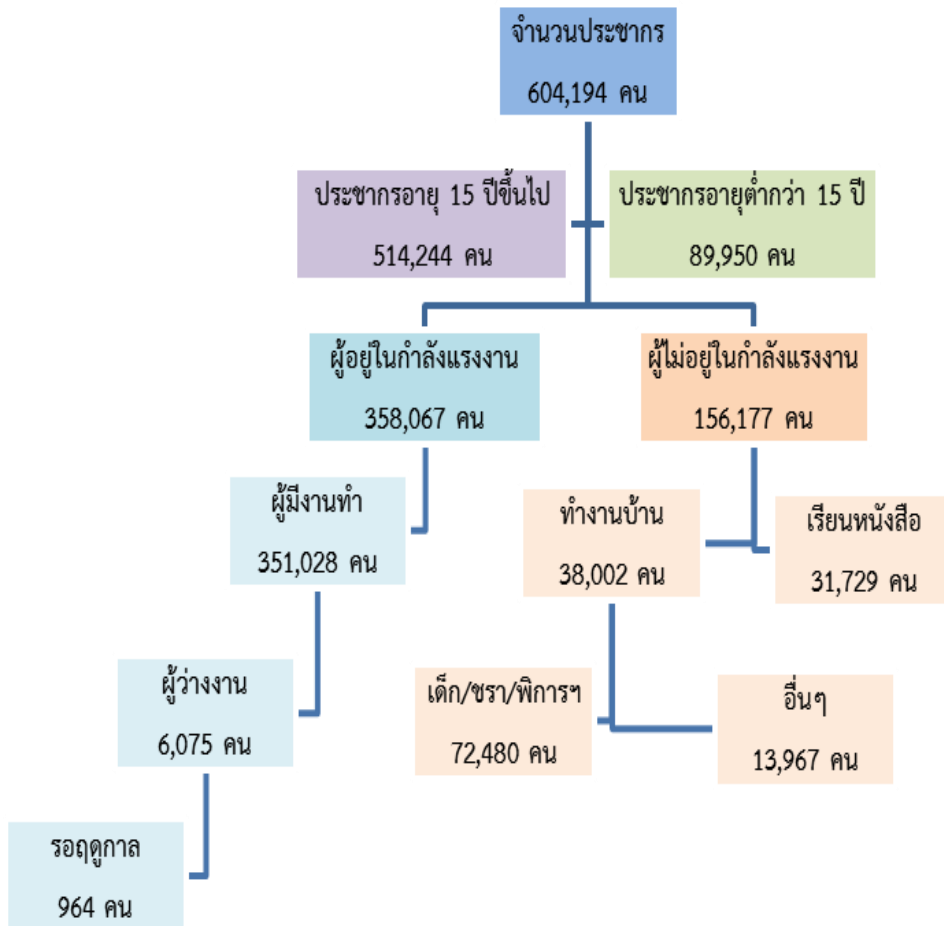 จำนวนประชากร
604,194 คน
ประชากรอายุ 15 ปีขึ้นไป
514,244 คน
ประชากรอายุต่ำกว่า 15 ปี
89,950 คน
ผู้อยู่ในกำลังแรงงาน
358,067 คน
ผู้ไม่อยู่ในกำลังแรงงาน
156,177 คน
ผู้มีงานทำ
351,028 คน
ทำงานบ้าน
38,002 คน
เรียนหนังสือ
31,729 คน
ผู้ว่างงาน
6,075 คน
เด็ก/ชรา/พิการฯ
72,480 คน
อื่นๆ
13,967 คน
รอฤดูกาล
964 คน